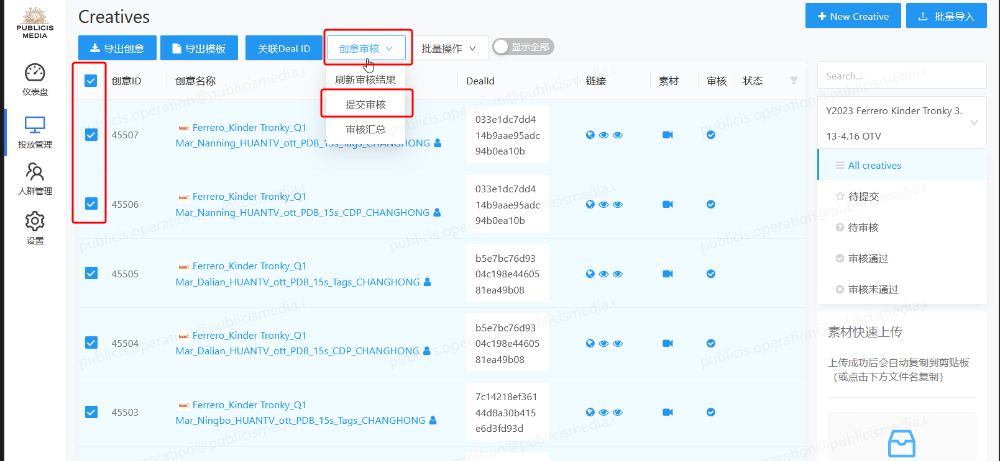 PUBLICIS
MEDIA
仪表盘
投放管理
人群管理
设置
Creatives
New Creative
批量导入
导出创意
导出模板
关联Deal ID
创意审核
批量操作
显示全部
刷新审核结果
提交审核
审核汇总
创意ID
创意名称
DealId
链接
素材
审核
状态
45507
huan
Ferrero_Kinder Tronky_Q1
Mar_Nanning_HUANTV_ott_PDB_15s_Tags_CHANGHONG
033e1dc7dd4
14b9aae95adc
94b0ea10b
45506
huan
Ferrero_Kinder Tronky_Q1
Mar_Nanning_HUANTV_ott_PDB_15s_CDP_CHANGHONG
033e1dc7dd4
14b9aae95adc
94b0ea10b
45505
huan
Ferrero_Kinder Tronky_Q1
Mar_Dalian_HUANTV_ott_PDB_15s_Tags_CHANGHONG
b5e7bc76d93
04c198e44605
81ea49b08
45504
huan
Ferrero_Kinder Tronky_Q1
Mar_Dalian_HUANTV_ott_PDB_15s_CDP_CHANGHONG
b5e7bc76d93
04c198e44605
81ea49b08
45503
huan
Ferrero_Kinder Tronky_Q1
Mar_Ningbo_HUANTV_ott_PDB_15s_Tags_CHANGHONG
7c14218ef361
44d8a30b415
e6d3fd93d
Search...
Y2023 Ferrero Kinder Tronky 3.
13-4.16 OTV
All creatives
待提交
待审核
审核通过
审核未通过
素材快速上传
上传成功后会自动复制到剪贴板
（或点击下方文件名复制）
publicis.operation@publicismedia.c